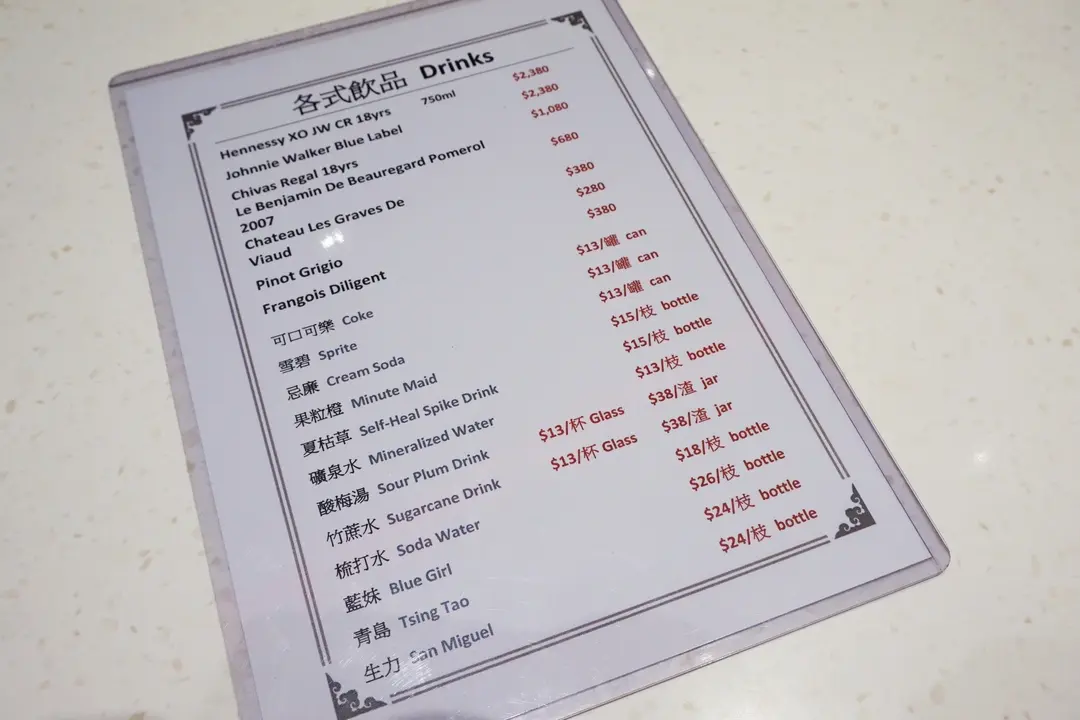 各式飲品 Drinks
Hennessy XO JW CR 18yrs 750ml $2,380
Johnnie Walker Blue Label $2,380
Chivas Regal 18yrs $1,080
Le Benjamin De Beauregard Pomerol $680
2007
Chateau Les Graves De $380
Viaud
Pinot Grigio $280
Frangois Diligent $380
可口可樂 Coke $13/罐 can
雪碧 Sprite $13/罐 can
忌廉 Cream Soda $13/罐 can
果粒橙 Minute Maid $15/枝 bottle
夏枯草 Self-Heal Spike Drink $15/枝 bottle
礦泉水 Mineralized Water $13/枝 bottle
酸梅湯 Sour Plum Drink $13/杯 Glass $38/渣 jar
竹蔗水 Sugarcane Drink $13/杯 Glass $38/渣 jar
梳打水 Soda Water $18/枝 bottle
藍妹 Blue Girl $26/枝 bottle
青島 Tsing Tao $24/枝 bottle
生力 San Miguel $24/枝 bottle